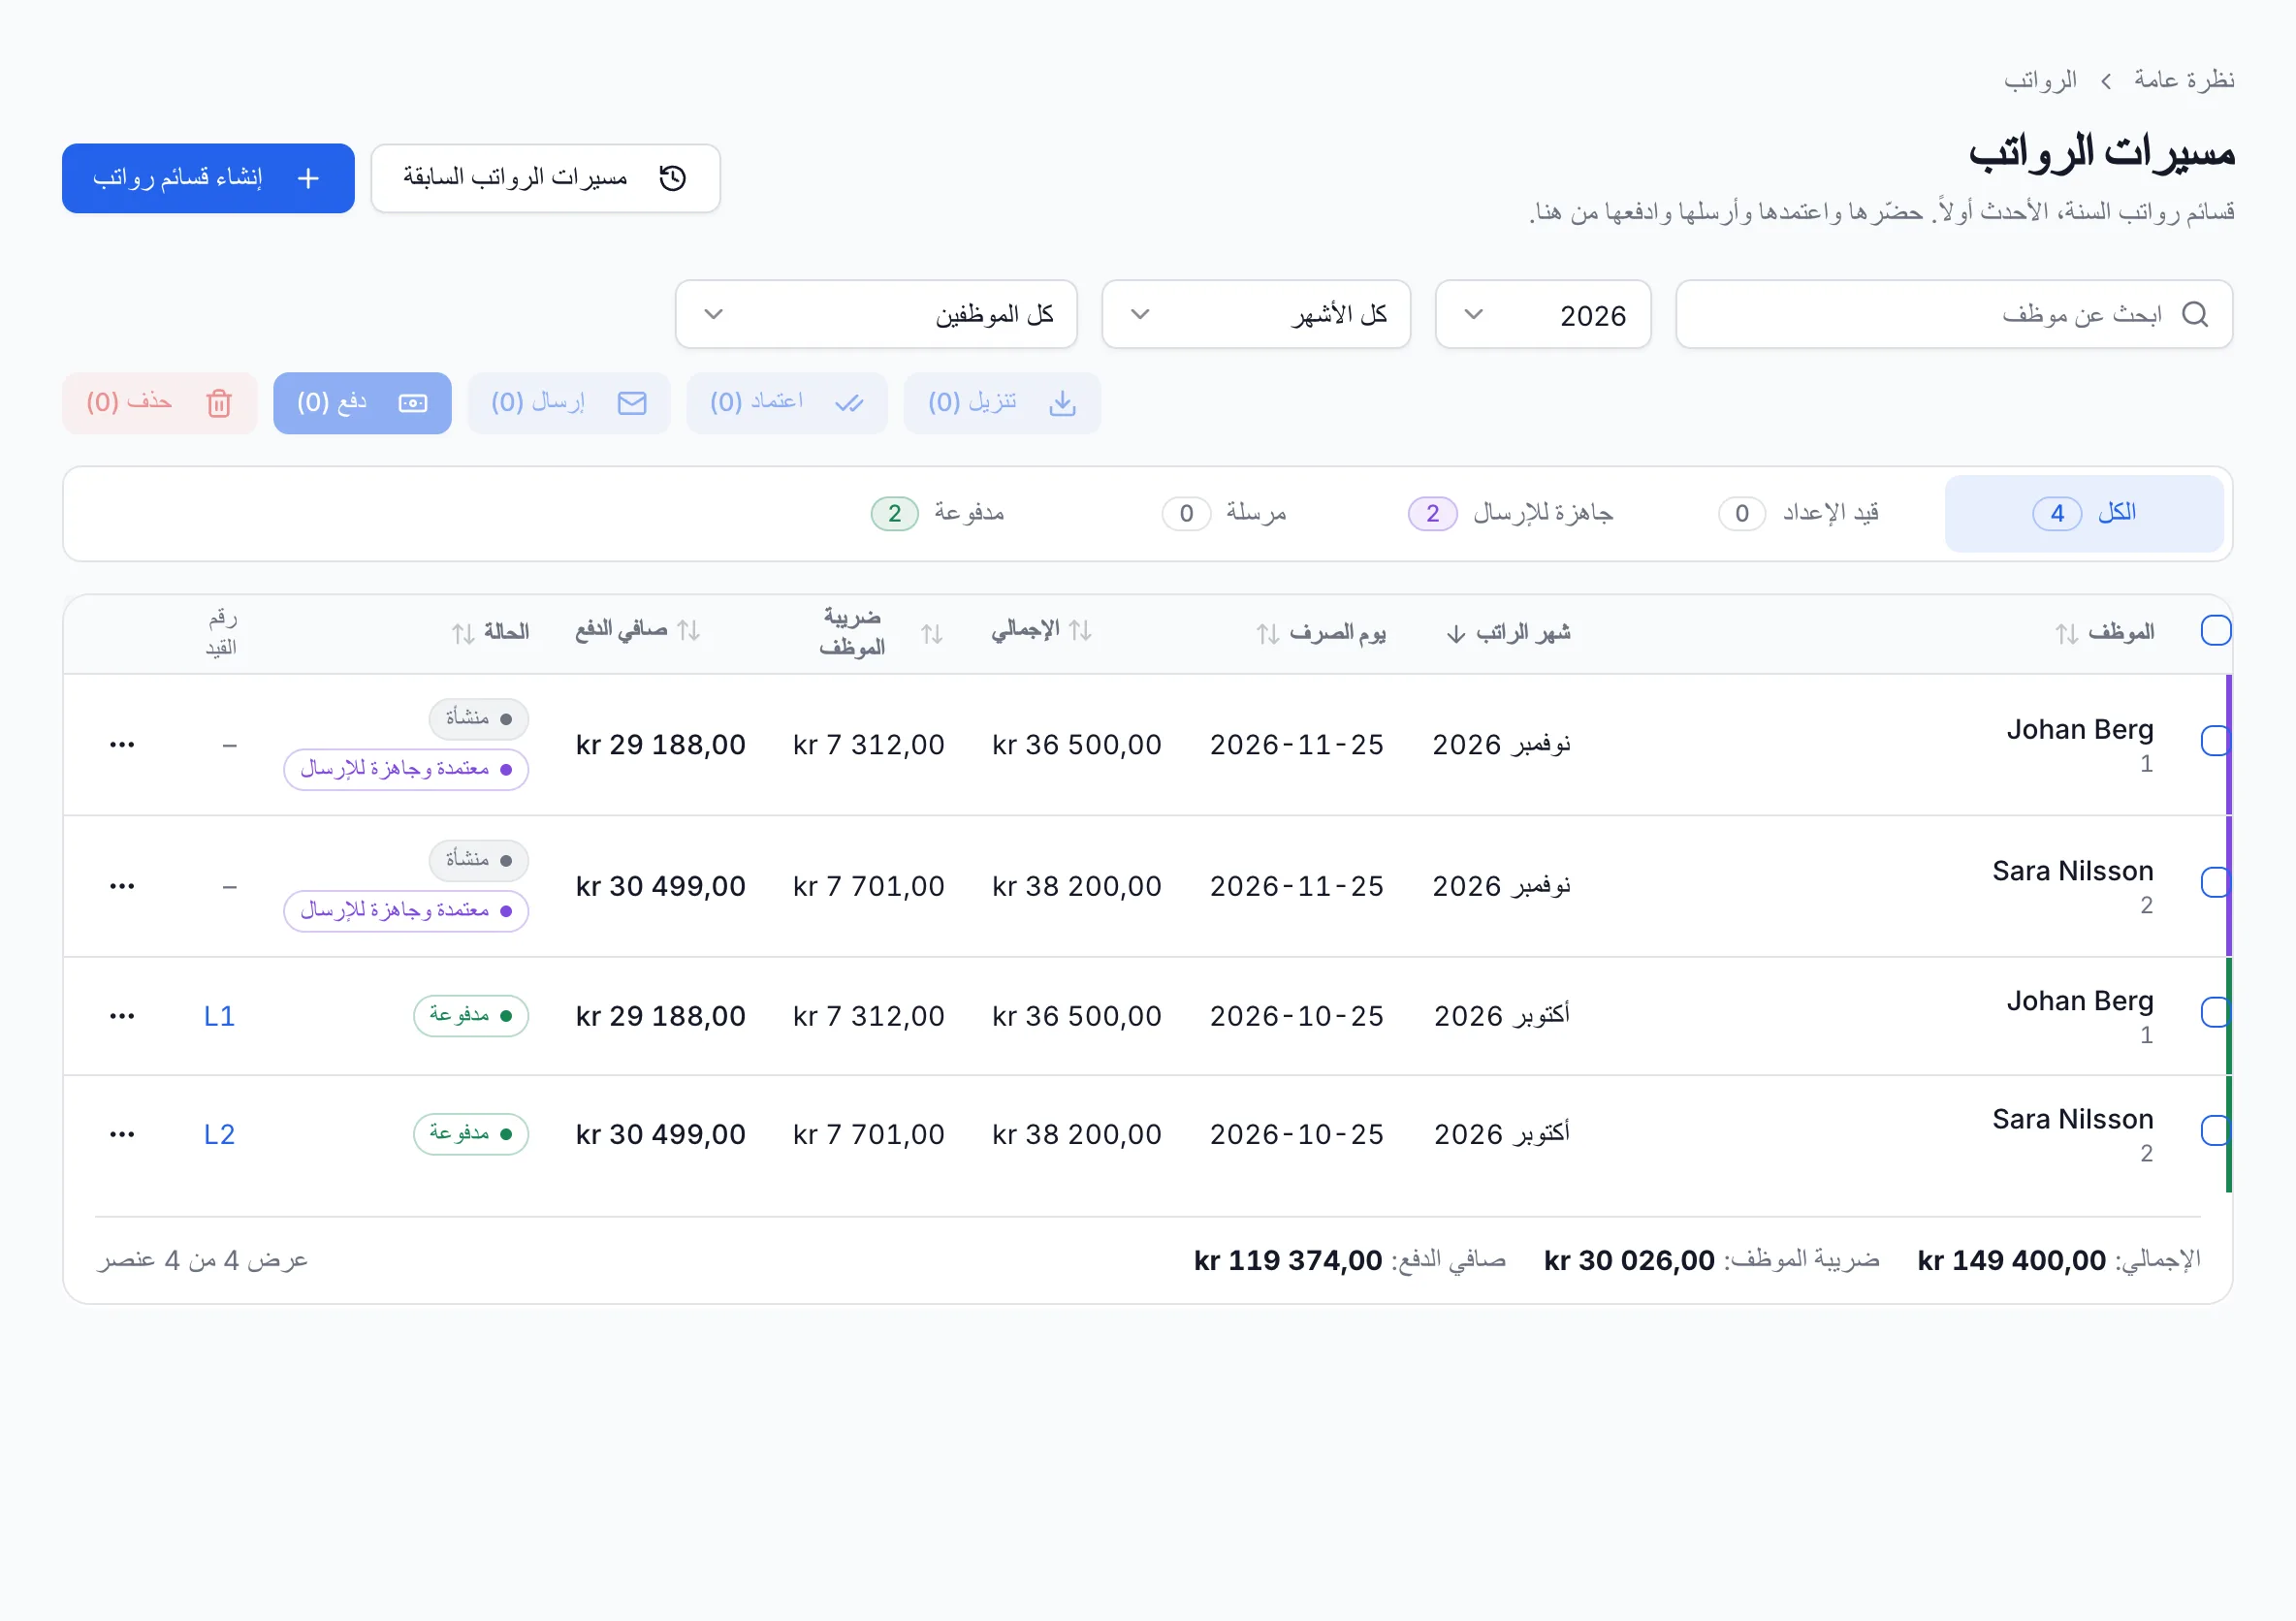 نظرة عامة > الرواتب
مسيرات الرواتب
قسائم رواتب السنة، الأحدث أولاً. حضّرها واعتمدها وأرسلها وادفعها من هنا.
مسيرات الرواتب السابقة
إنشاء قسائم رواتب
ابحث عن موظف
2026
كل الأشهر
كل الموظفين
تنزيل (0)
اعتماد (0)
إرسال (0)
دفع (0)
حذف (0)
الكل 4
قيد الإعداد 0
جاهزة للإرسال 2
مرسلة 0
مدفوعة 2
الموظف شهر الراتب يوم الصرف الإجمالي ضريبة الموظف صافي الدفع الحالة رقم القيد
Johan Berg نوفمبر 2026 2026-11-25 kr 36 500,00 kr 7 312,00 kr 29 188,00 منشأة –
1 معتمدة وجاهزة للإرسال
Sara Nilsson نوفمبر 2026 2026-11-25 kr 38 200,00 kr 7 701,00 kr 30 499,00 منشأة –
2 معتمدة وجاهزة للإرسال
Johan Berg أكتوبر 2026 2026-10-25 kr 36 500,00 kr 7 312,00 kr 29 188,00 مدفوعة L1
1
Sara Nilsson أكتوبر 2026 2026-10-25 kr 38 200,00 kr 7 701,00 kr 30 499,00 مدفوعة L2
2
الإجمالي: kr 149 400,00 ضريبة الموظف: kr 30 026,00 صافي الدفع: kr 119 374,00
عرض 4 من 4 عنصر